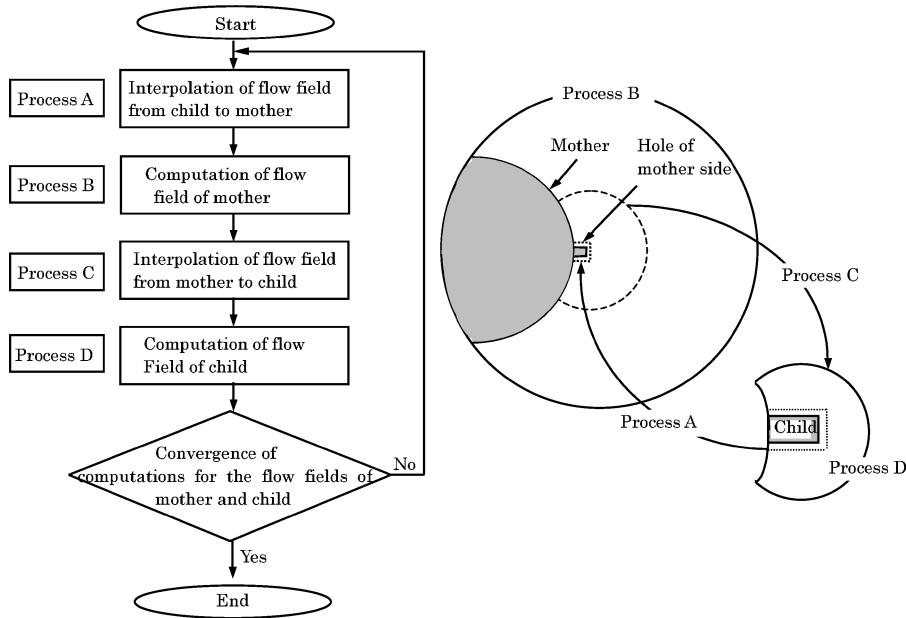 Start
Process A
Interpolation of flow field
from child to mother
Process B
Computation of flow
field of mother
Process C
Interpolation of flow field
from mother to child
Process D
Computation of flow
Field of child
Convergence of
computations for the flow fields of
mother and child
No
Yes
End
Process B
Mother
Hole of
mother side
Process C
Process A
Child
Process D